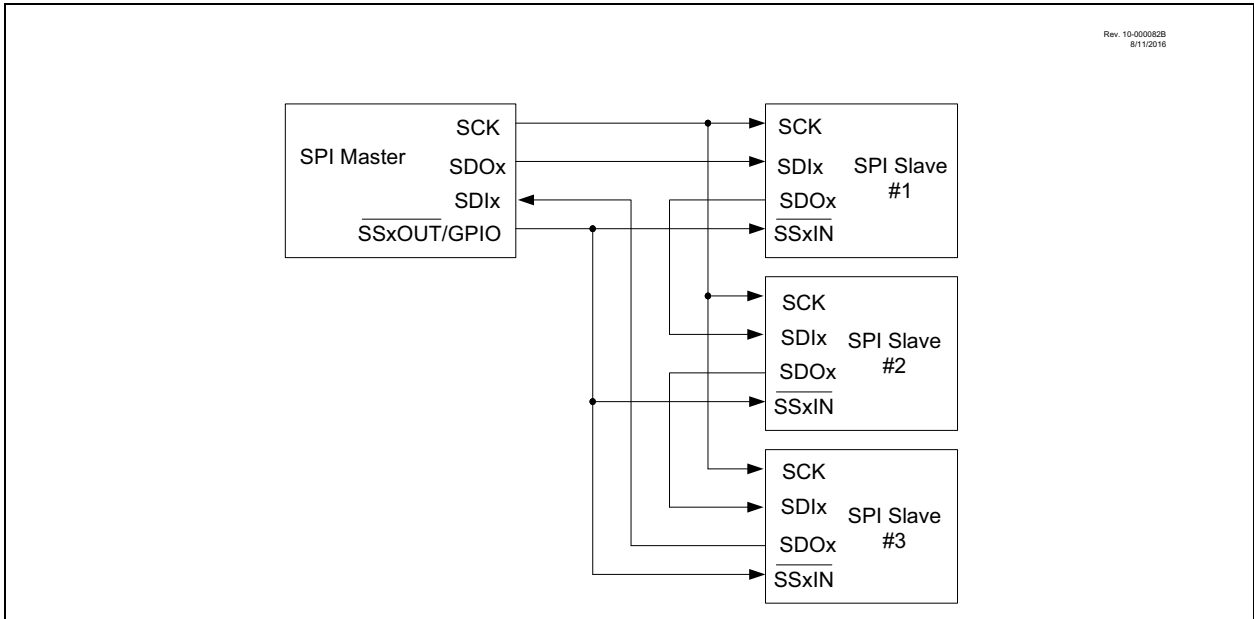 Rev. 10-000082B
8/11/2016
SPI Master
SCK
SDOx
SDIx
SSxOUT/GPIO
SCK
SDIx
SDOx
SSxIN
SPI Slave
#1
SCK
SDIx
SDOx
SSxIN
SPI Slave
#2
SCK
SDIx
SDOx
SSxIN
SPI Slave
#3